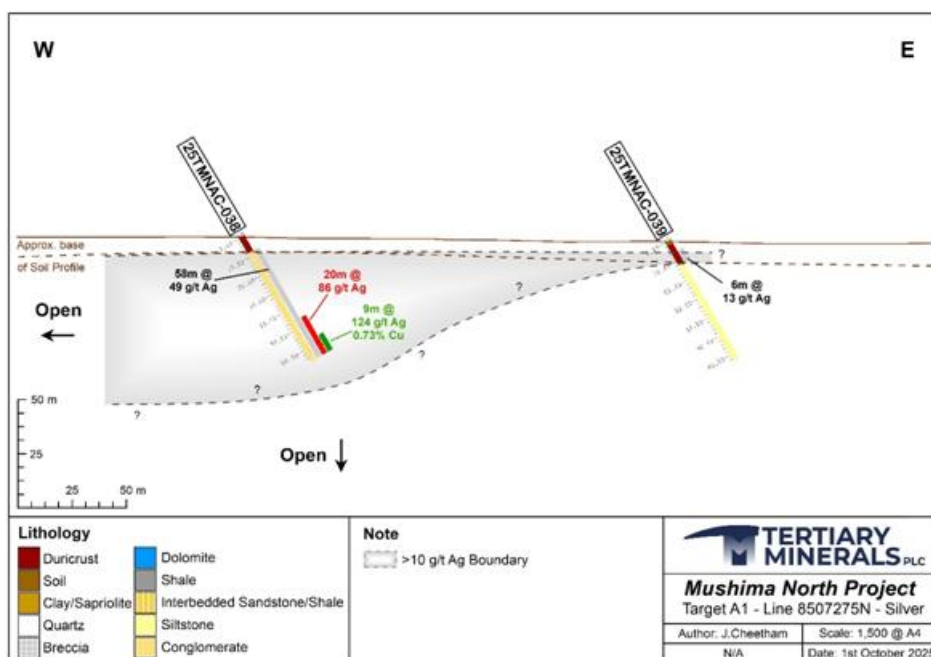 W
E
25TMNAC-038
25TMNAC-039
Approx. base
of Soil Profile
58m @
49 g/t Ag
20m @
86 g/t Ag
9m @
124 g/t Ag
0.73% Cu
6m @
13 g/t Ag
?
?
?
?
?
Open
Open
50 m
25
25
50 m
Lithology
Duricrust
Soil
Clay/Sapriolite
Quartz
Breccia
Dolomite
Shale
Interbedded Sandstone/Shale
Siltstone
Conglomerate
Note
>10 g/t Ag Boundary
TERTIARY
MINERALS PLC
Mushima North Project
Target A1 - Line 8507275N - Silver
Author: J.Cheetham
Scale: 1,500 @ A4
N/A
Date: 1st October 2025